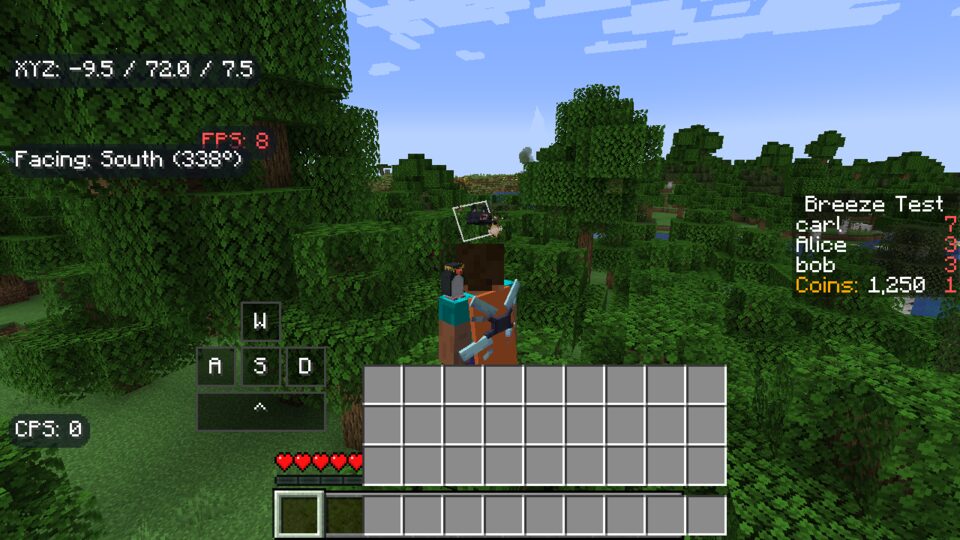 XYZ: -9.5 / 72.0 / 7.5
FPS: 8
Facing: South (338°)
Breeze Test
carl 7
Alice 3
bob 3
Coins: 1,250 1
W
A S D
^
CPS: 0